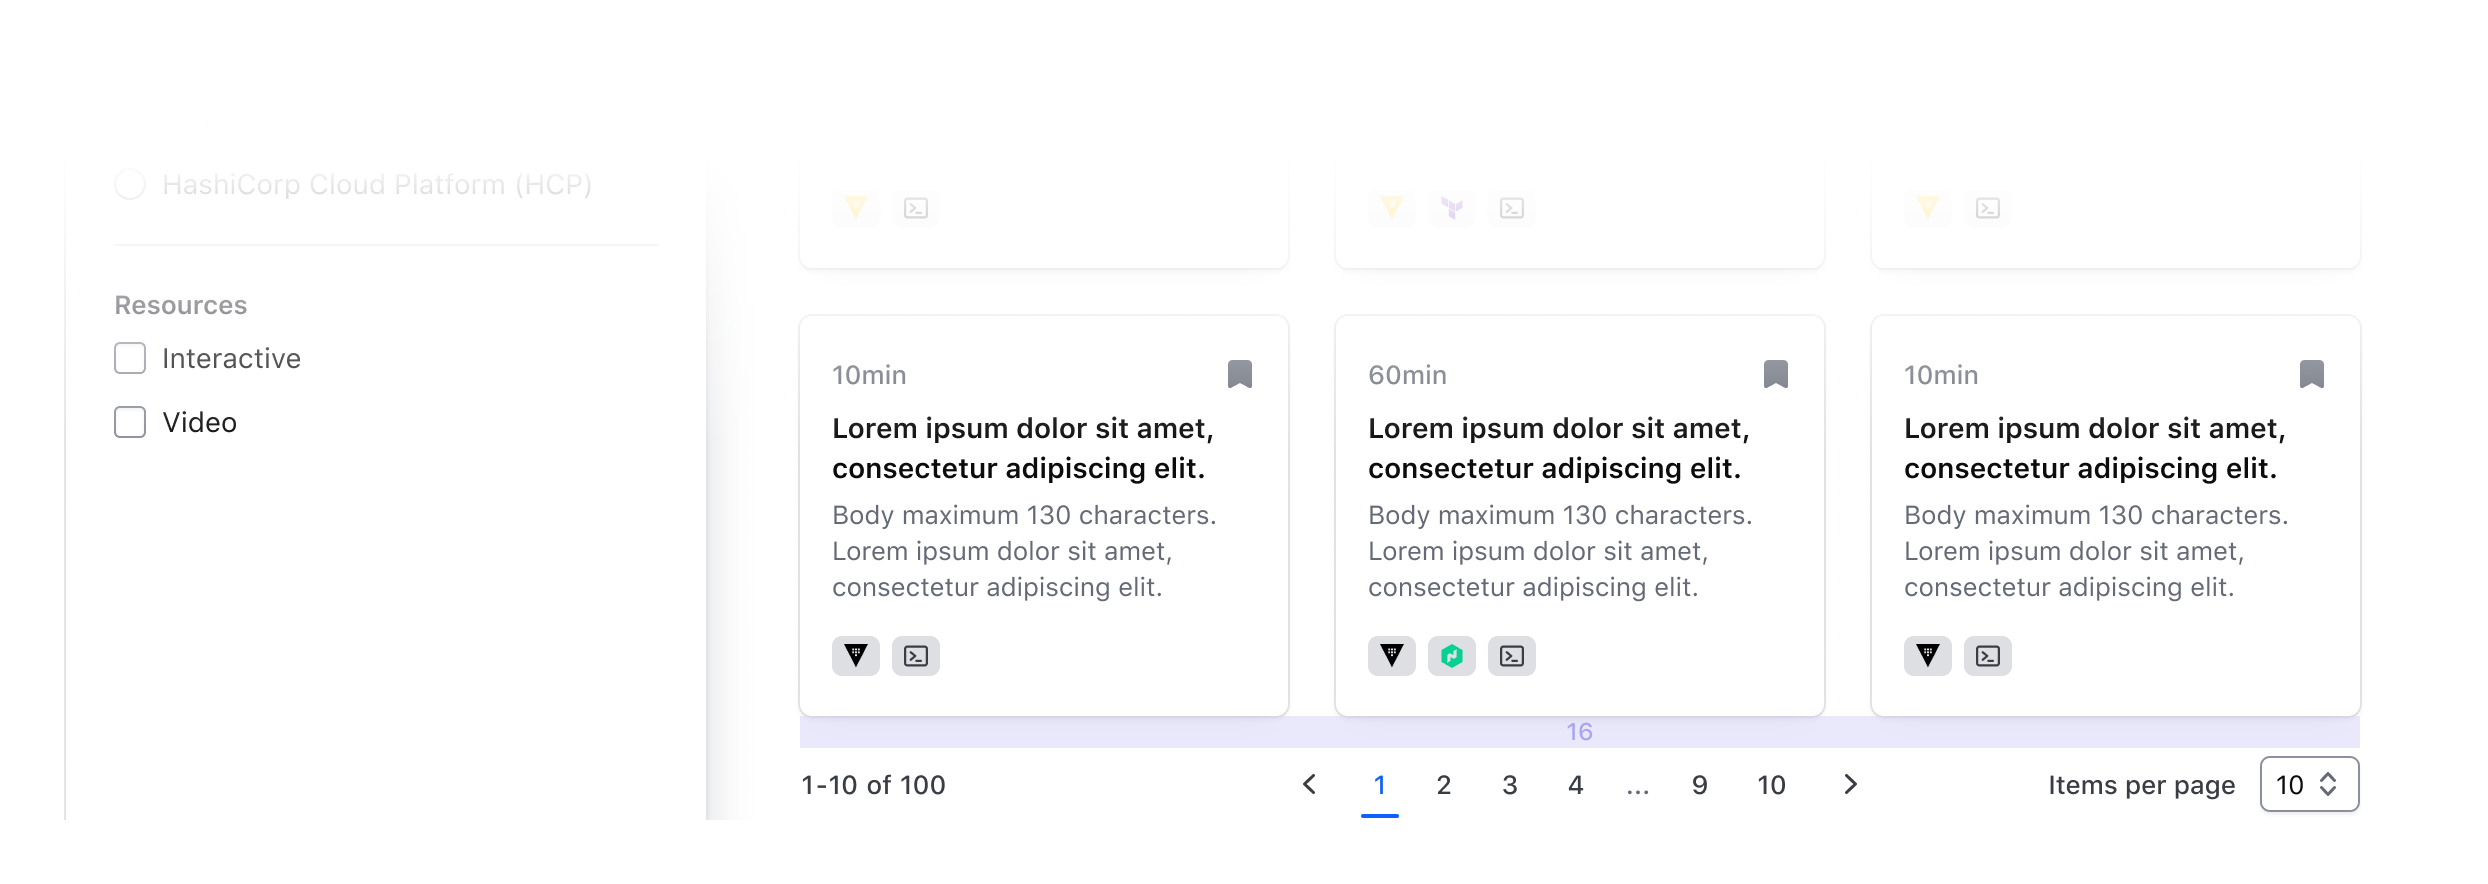 HashiCorp Cloud Platform (HCP)
Resources
Interactive
Video
10min
Lorem ipsum dolor sit amet,
consectetur adipiscing elit.
Body maximum 130 characters.
Lorem ipsum dolor sit amet,
consectetur adipiscing elit.
60min
Lorem ipsum dolor sit amet,
consectetur adipiscing elit.
Body maximum 130 characters.
Lorem ipsum dolor sit amet,
consectetur adipiscing elit.
10min
Lorem ipsum dolor sit amet,
consectetur adipiscing elit.
Body maximum 130 characters.
Lorem ipsum dolor sit amet,
consectetur adipiscing elit.
16
1-10 of 100 1 2 3 4 ... 9 10 Items per page 10